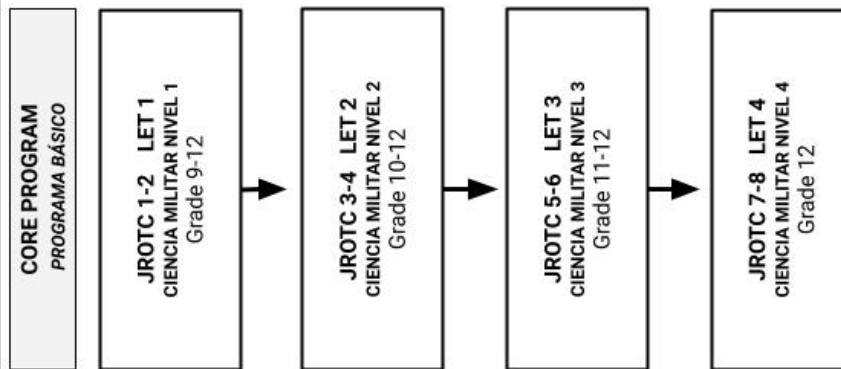 CORE PROGRAM
PROGRAMA BÁSICO
JROTC 1-2 LET 1
CIENCIA MILITAR NIVEL 1
Grade 9-12
JROTC 3-4 LET 2
CIENCIA MILITAR NIVEL 2
Grade 10-12
JROTC 5-6 LET 3
CIENCIA MILITAR NIVEL 3
Grade 11-12
JROTC 7-8 LET 4
CIENCIA MILITAR NIVEL 4
Grade 12